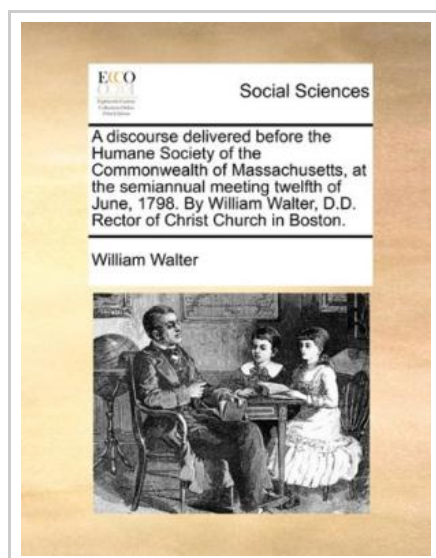 ECCO
Social Sciences
A discourse delivered before the
Humane Society of the
Commonwealth of Massachusetts, at
the semiannual meeting twelfth of
June, 1798. By William Walter, D.D.
Rector of Christ Church in Boston.
William Walter